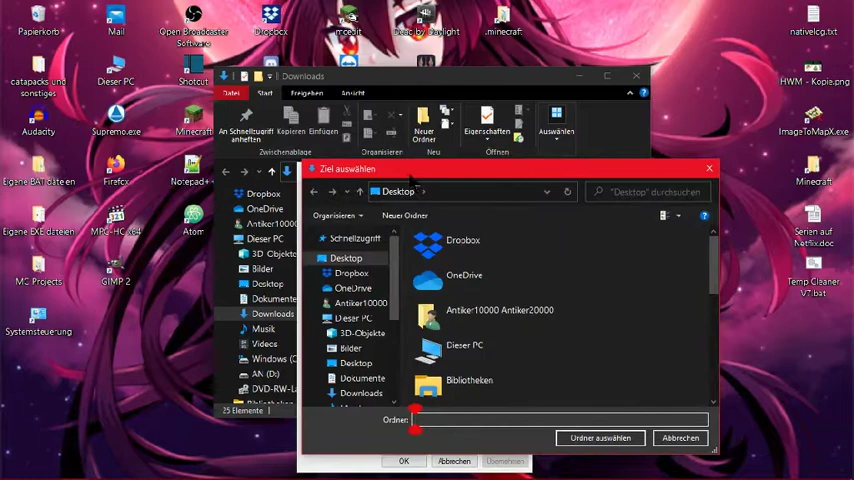 Papierkorb
Mail
Open Broadcaster
Software
Dropbox
mcedit
Dead by Daylight
.minecraft
nativelog.txt
catapacks und
sonstiges
Dieser PC
Shotcut
HWM - Kopie.png
Audacity
Supremo.exe
Minecraft
ImageToMapX.exe
Eigene BAT dateien
Firefox
Notepad++
Minecraft
Eigene EXE dateien
MPC-HC x64
Atom
Serien auf
Netflix.doc
MC Projects
GIMP 2
Temp Cleaner
V7.bat
Systemsteuerung
Downloads
Datei
Start
Freigeben
Ansicht
An Schnellzugriff
anheften
Kopieren
Einfügen
Neuer
Ordner
Eigenschaften
Auswählen
Zwischenablage
Organisieren
Neu
Öffnen
Dropbox
OneDrive
Antiker10000
Dieser PC
3D Objekte
Bilder
Desktop
Dokumente
Downloads
Musik
Videos
Windows (C
AN (D:)
DVD-RW-L
Bibliotheken
25 Elemente
Ziel auswählen
Desktop
"Desktop" durchsuchen
Organisieren
Neuer Ordner
Schnellzugriff
Desktop
Dropbox
OneDrive
Antiker10000
Dieser PC
3D-Objekte
Bilder
Desktop
Dokumente
Downloads
Dropbox
OneDrive
Antiker10000 Antiker20000
Dieser PC
Bibliotheken
Ordner:
Ordner auswählen
Abbrechen
OK
Abbrechen
Übernehmen